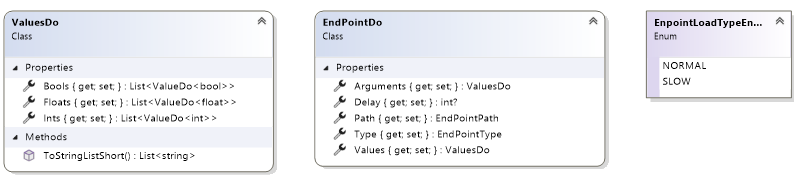 ValuesDo
Class
Properties
Bools { get; set; } : List<ValueDo<bool>>
Floats { get; set; } : List<ValueDo<float>>
Ints { get; set; } : List<ValueDo<int>>
Methods
ToStringListShort() : List<string>
EndPointDo
Class
Properties
Arguments { get; set; } : ValuesDo
Delay { get; set; } : int?
Path { get; set; } : EndPointPath
Type { get; set; } : EndPointType
Values { get; set; } : ValuesDo
EnpointLoadTypeEn...
Enum
NORMAL
SLOW